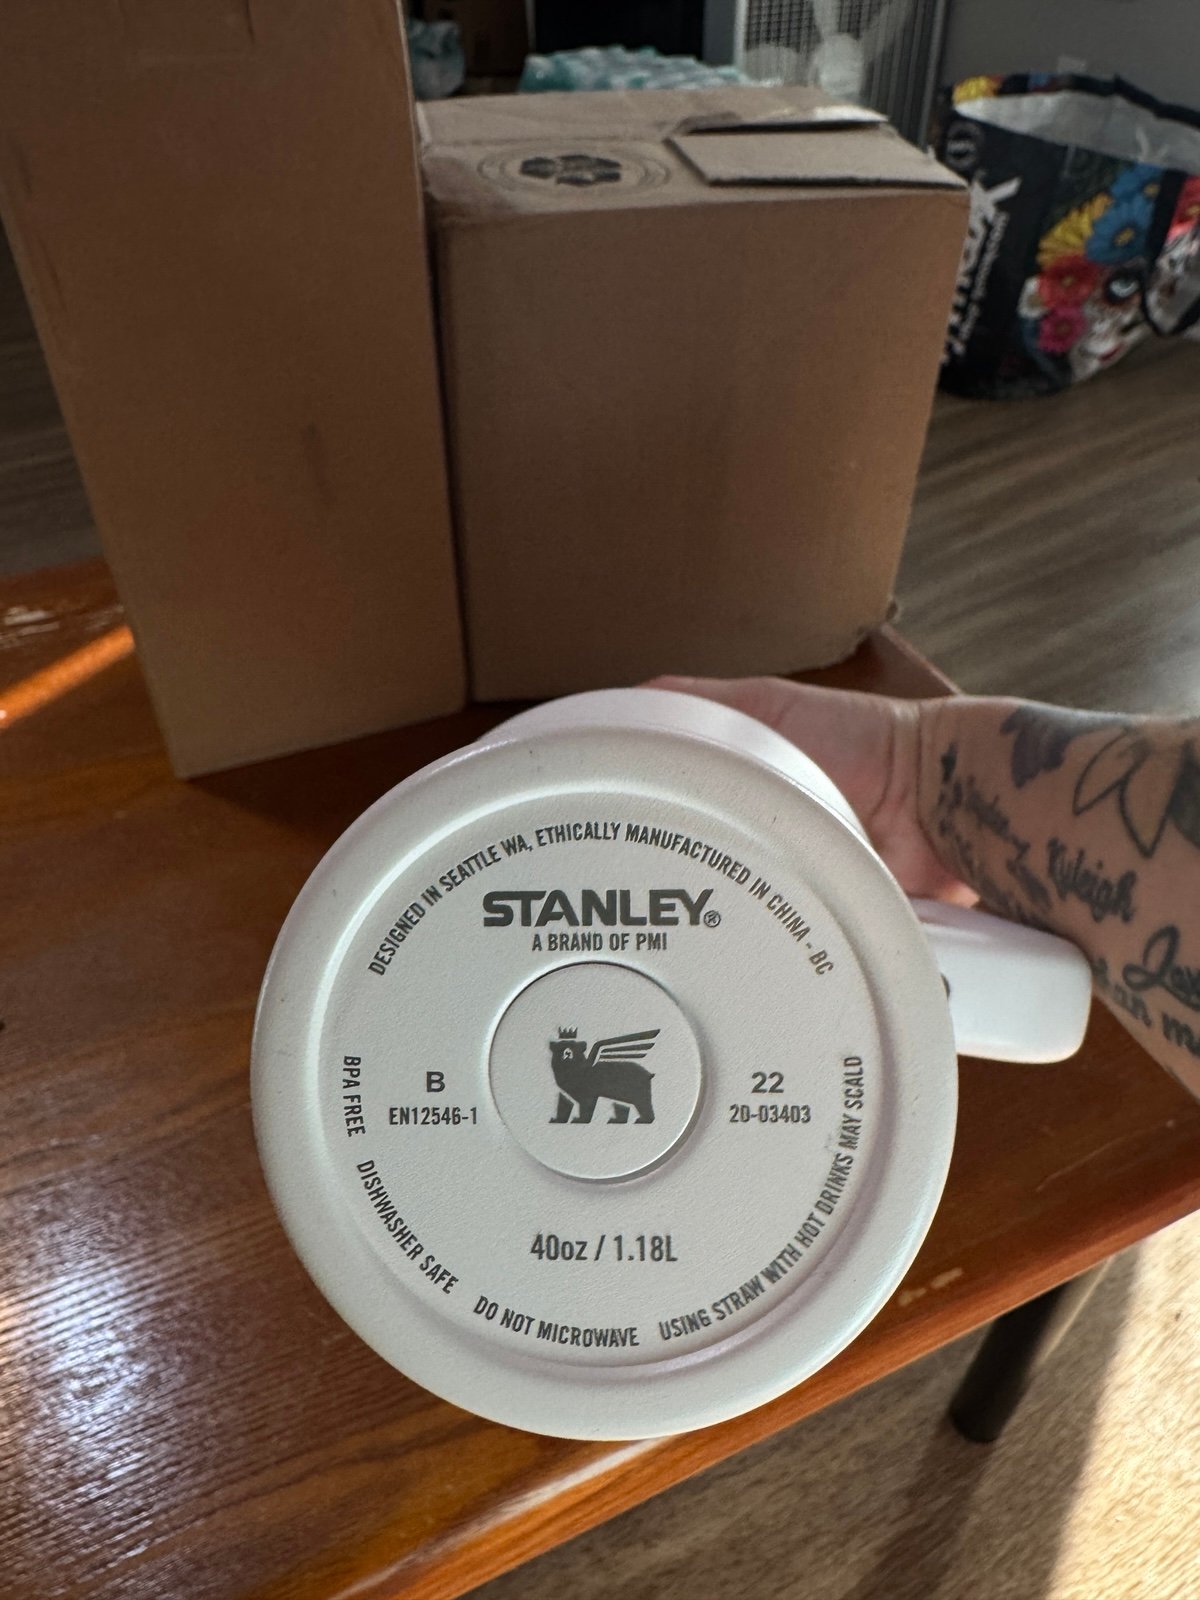 DESIGNED IN SEATTLE WA, ETHICALLY MANUFACTURED IN CHINA - BC
STANLEY®
A BRAND OF PMI
B
EN12546-1
22
20-03403
40oz / 1.18L
BPA FREE
DISHWASHER SAFE
DO NOT MICROWAVE
USING STRAW WITH HOT DRINKS MAY SCALD
Kyleigh